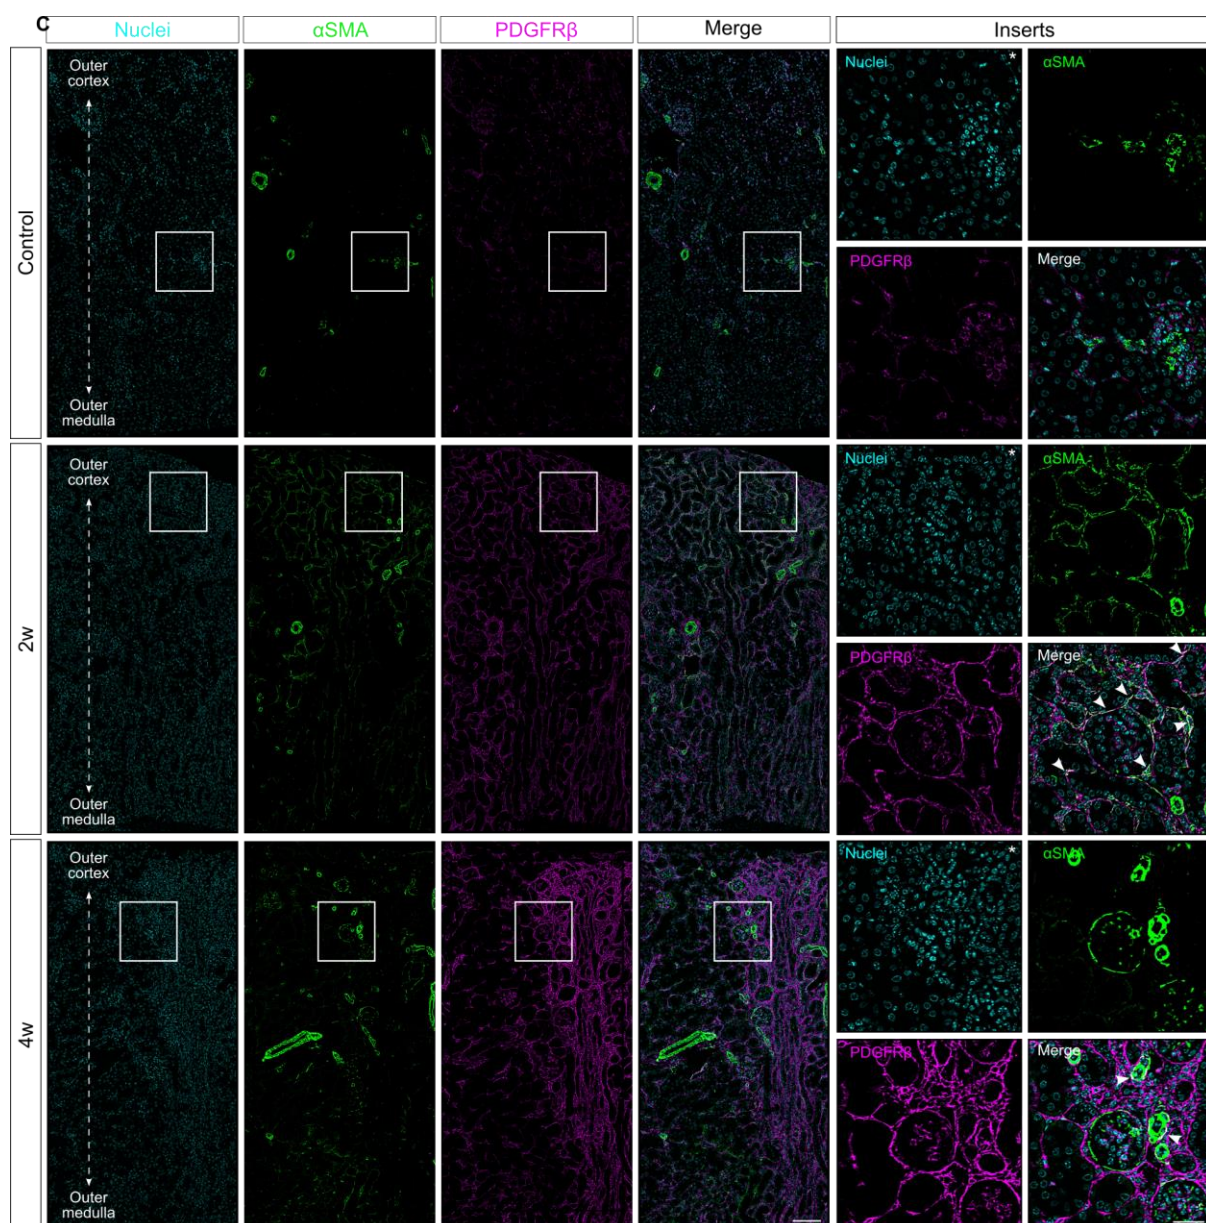 C
Nuclei
αSMA
PDGFRβ
Merge
Inserts
Control
Outer
cortex
Outer
medulla
Nuclei
*
αSMA
PDGFRβ
Merge
2w
Outer
cortex
Outer
medulla
Nuclei
*
αSMA
PDGFRβ
Merge
4w
Outer
cortex
Outer
medulla
Nuclei
*
αSMA
PDGFRβ
Merge